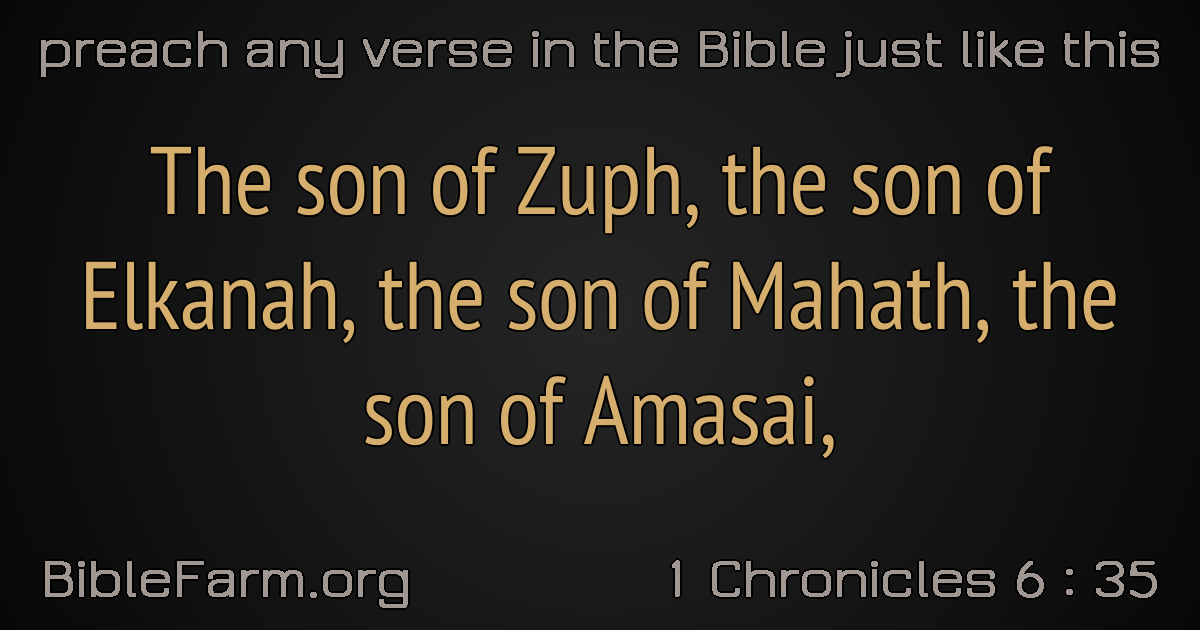 preach any verse in the Bible just like this
The son of Zuph, the son of
Elkanah, the son of Mahath, the
son of Amasai,
BibleFarm.org
1 Chronicles 6 : 35